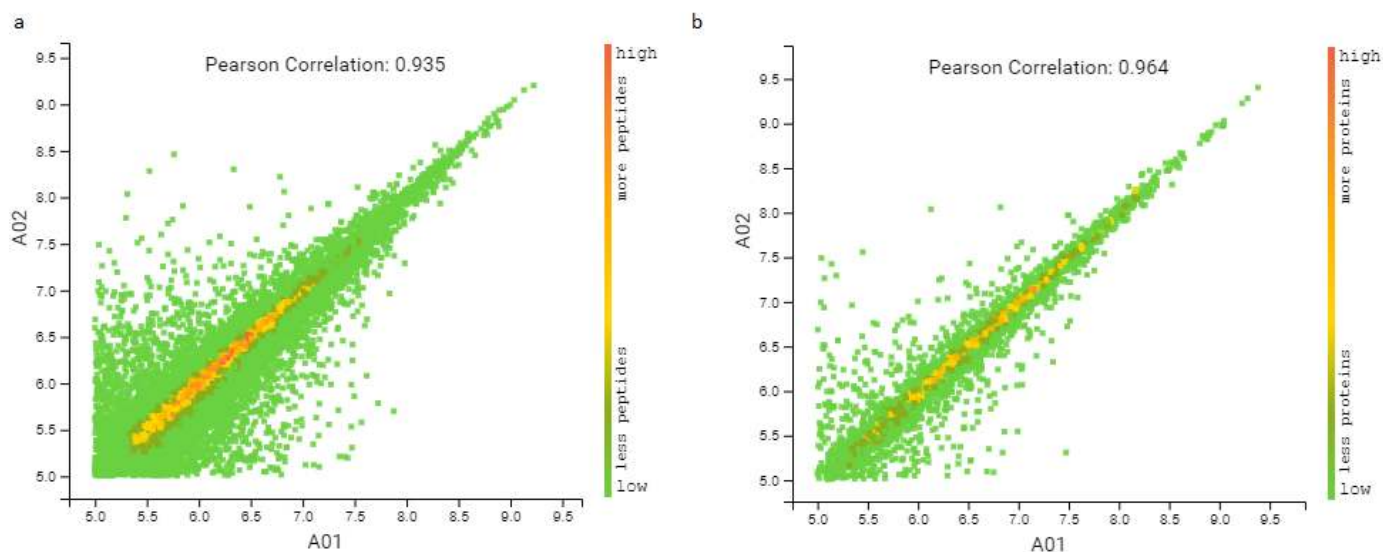 a
Pearson Correlation: 0.935
9.5
9.0
8.5
8.0
7.5
7.0
6.5
6.0
5.5
5.0
A02
5.0 5.5 6.0 6.5 7.0 7.5 8.0 8.5 9.0 9.5
A01
high
more peptides
less peptides
low
b
Pearson Correlation: 0.964
9.5
9.0
8.5
8.0
7.5
7.0
6.5
6.0
5.5
5.0
A02
5.0 5.5 6.0 6.5 7.0 7.5 8.0 8.5 9.0 9.5
A01
high
more proteins
less proteins
low